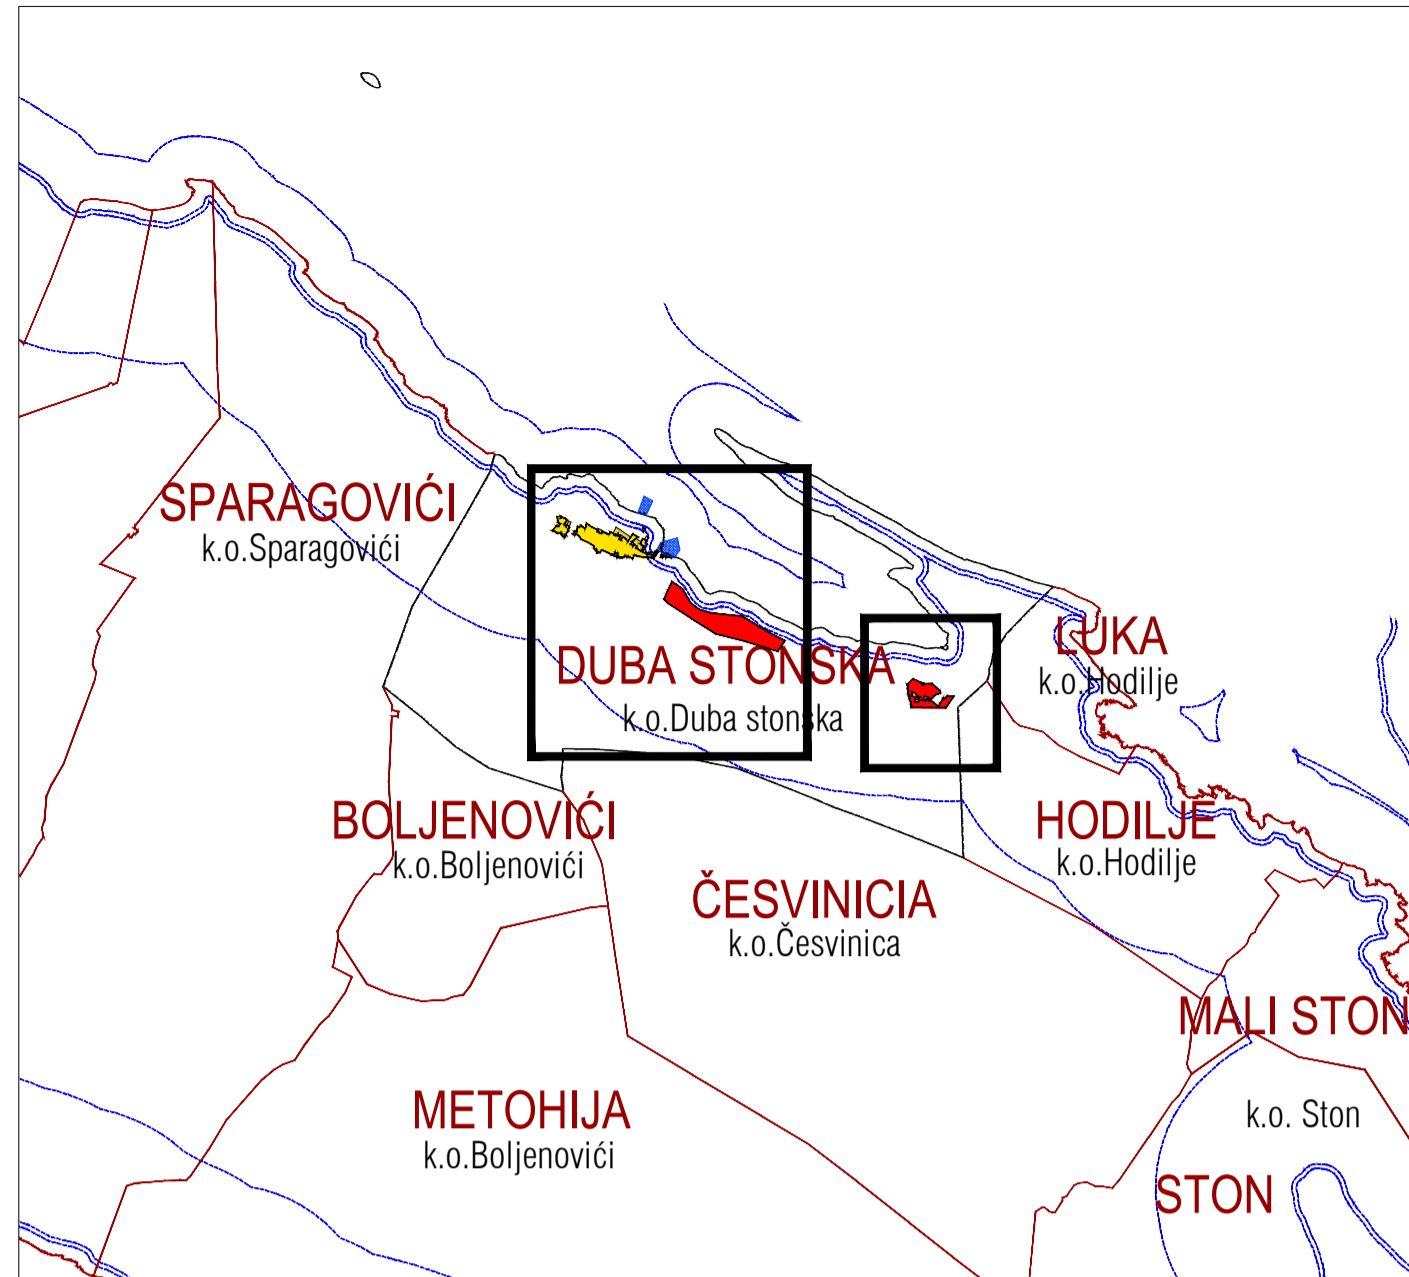 SPARAGOVIĆI
k.o.Sparagovići
DUBA STONSKA
k.o.Duba stonska
LUKA
k.o.Hodilje
BOLJENOVIĆI
k.o.Boljenovići
HODILJE
k.o.Hodilje
ČESVINICIA
k.o.Česvinica
MALI STON
METOHIJA
k.o.Boljenovići
k.o. Ston
STON